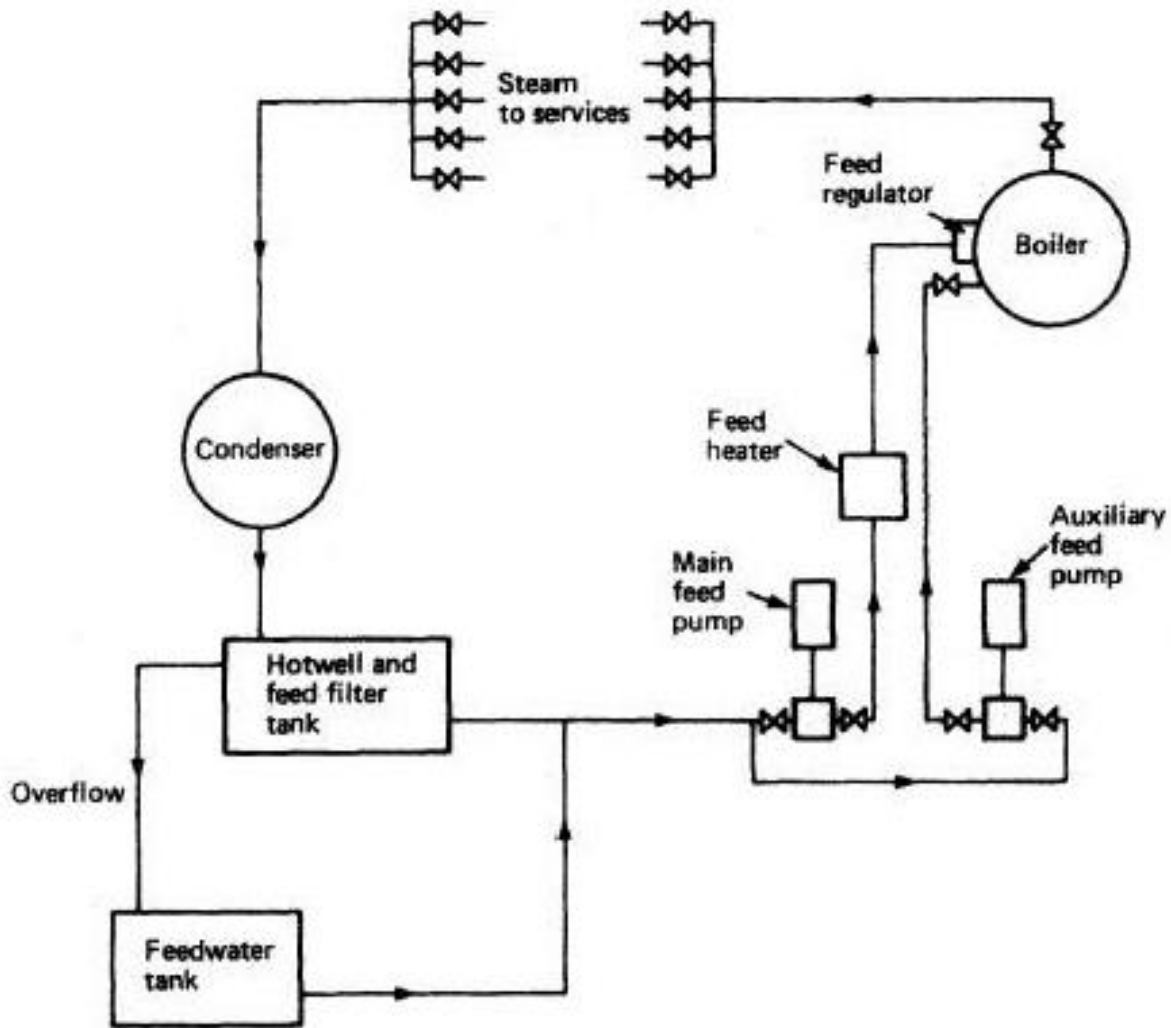 Steam
to services
Feed
regulator
Boiler
Condenser
Feed
heater
Auxiliary
feed
pump
Main
feed
pump
Hotwell and
feed filter
tank
Overflow
Feedwater
tank